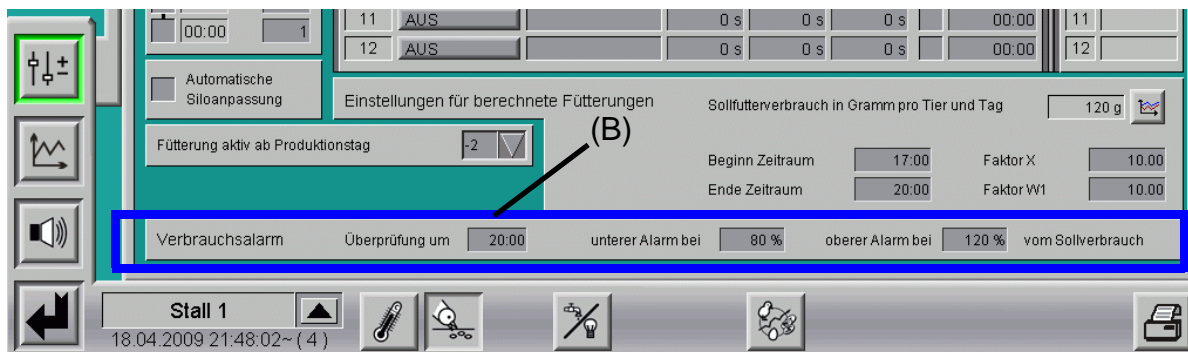 11 AUS 0 s 0 s 0 s 00:00 11
00:00 1
12 AUS 0 s 0 s 0 s 00:00 12
Automatische
Siloanpassung
Einstellungen für berechnete Fütterungen
Sollfutterverbrauch in Gramm pro Tier und Tag 120 g
(B)
Fütterung aktiv ab Produktionstag -2
Beginn Zeitraum 17:00 Faktor X 10.00
Ende Zeitraum 20:00 Faktor W1 10.00
Verbrauchsalarm Überprüfung um 20:00 unterer Alarm bei 80 % oberer Alarm bei 120 % vom Sollverbrauch
Stall 1
18.04.2009 21:48:02~ ( 4 )